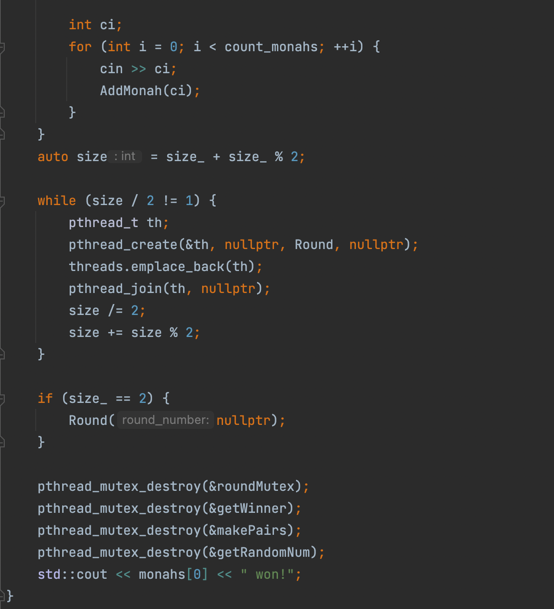 int ci;
for (int i = 0; i < count_monahs; ++i) {
cin >> ci;
AddMonah(ci);
}
}
auto size : int = size_ + size_ % 2;
while (size / 2 != 1) {
pthread_t th;
pthread_create(&th, nullptr, Round, nullptr);
threads.emplace_back(th);
pthread_join(th, nullptr);
size /= 2;
size += size % 2;
}
if (size_ == 2) {
Round( round_number: nullptr);
}
pthread_mutex_destroy(&roundMutex);
pthread_mutex_destroy(&getWinner);
pthread_mutex_destroy(&makePairs);
pthread_mutex_destroy(&getRandomNum);
std::cout << monahs[0] << " won!";
}